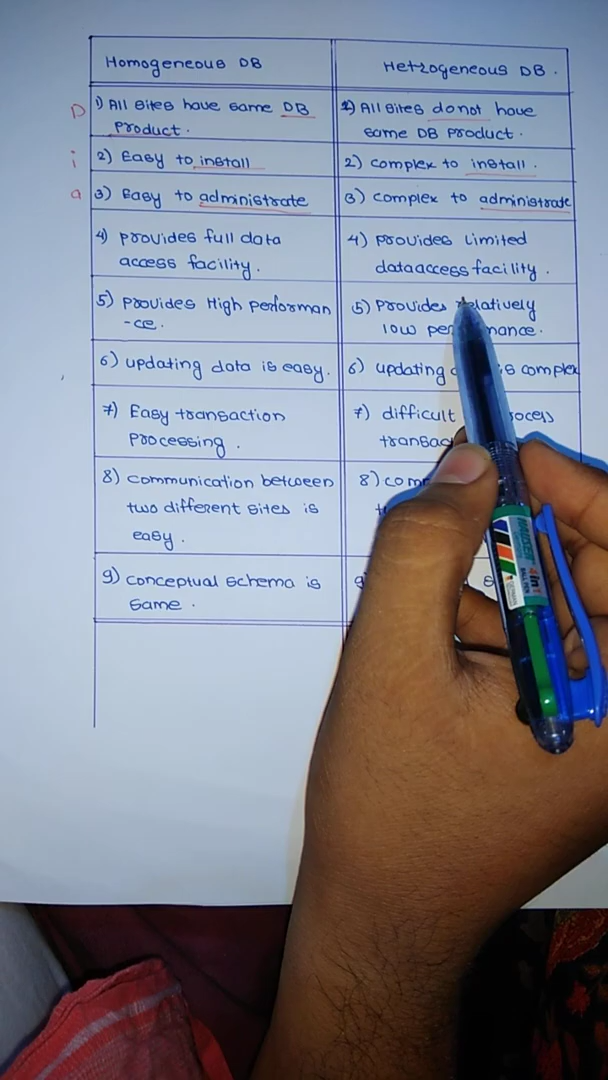 Homogeneous DB
Hetrogeneous DB.
P
1) All sites have same DB
product.
1) All sites donot have
same DB product.
i
2) Easy to install
2) complex to install.
a
3) Easy to administrate
3) complex to administrate
4) provides full data
access facility.
4) provides limited
dataaccess facility.
5) provides High performan
-ce.
5) provides relatively
low
6) updating data is easy.
6) updating is complex
7) Easy transaction
processing.
7) difficult
8) communication between
two different sites is
easy.
8)
9) conceptual schema is
same.
4in1